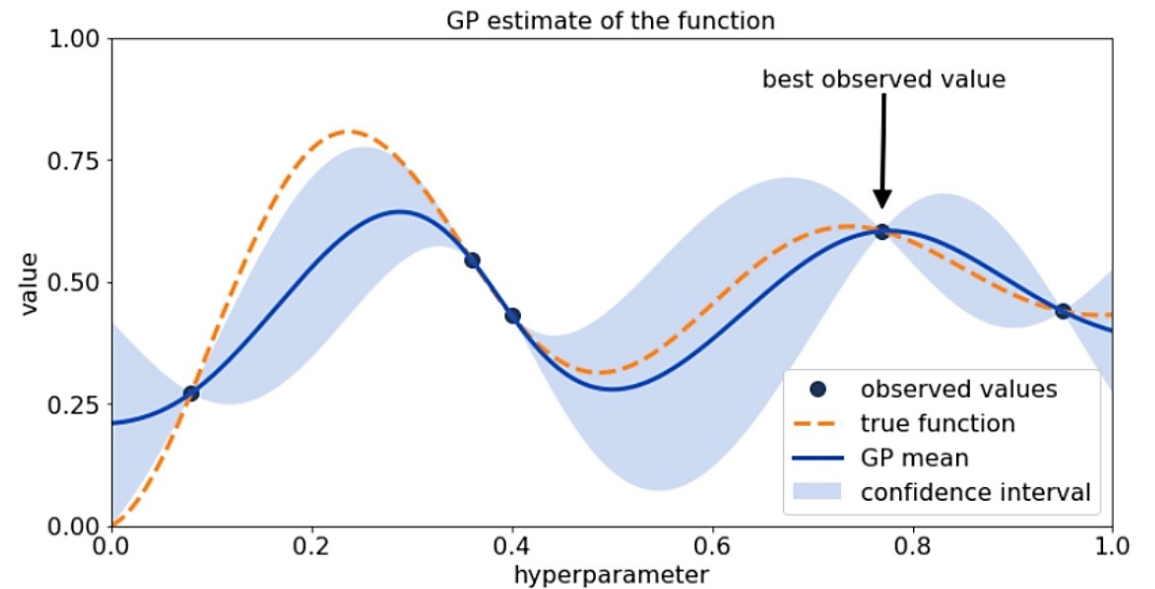 GP estimate of the function
1.00
0.75
0.50
0.25
0.00
value
best observed value
observed values
true function
GP mean
confidence interval
0.0 0.2 0.4 0.6 0.8 1.0
hyperparameter